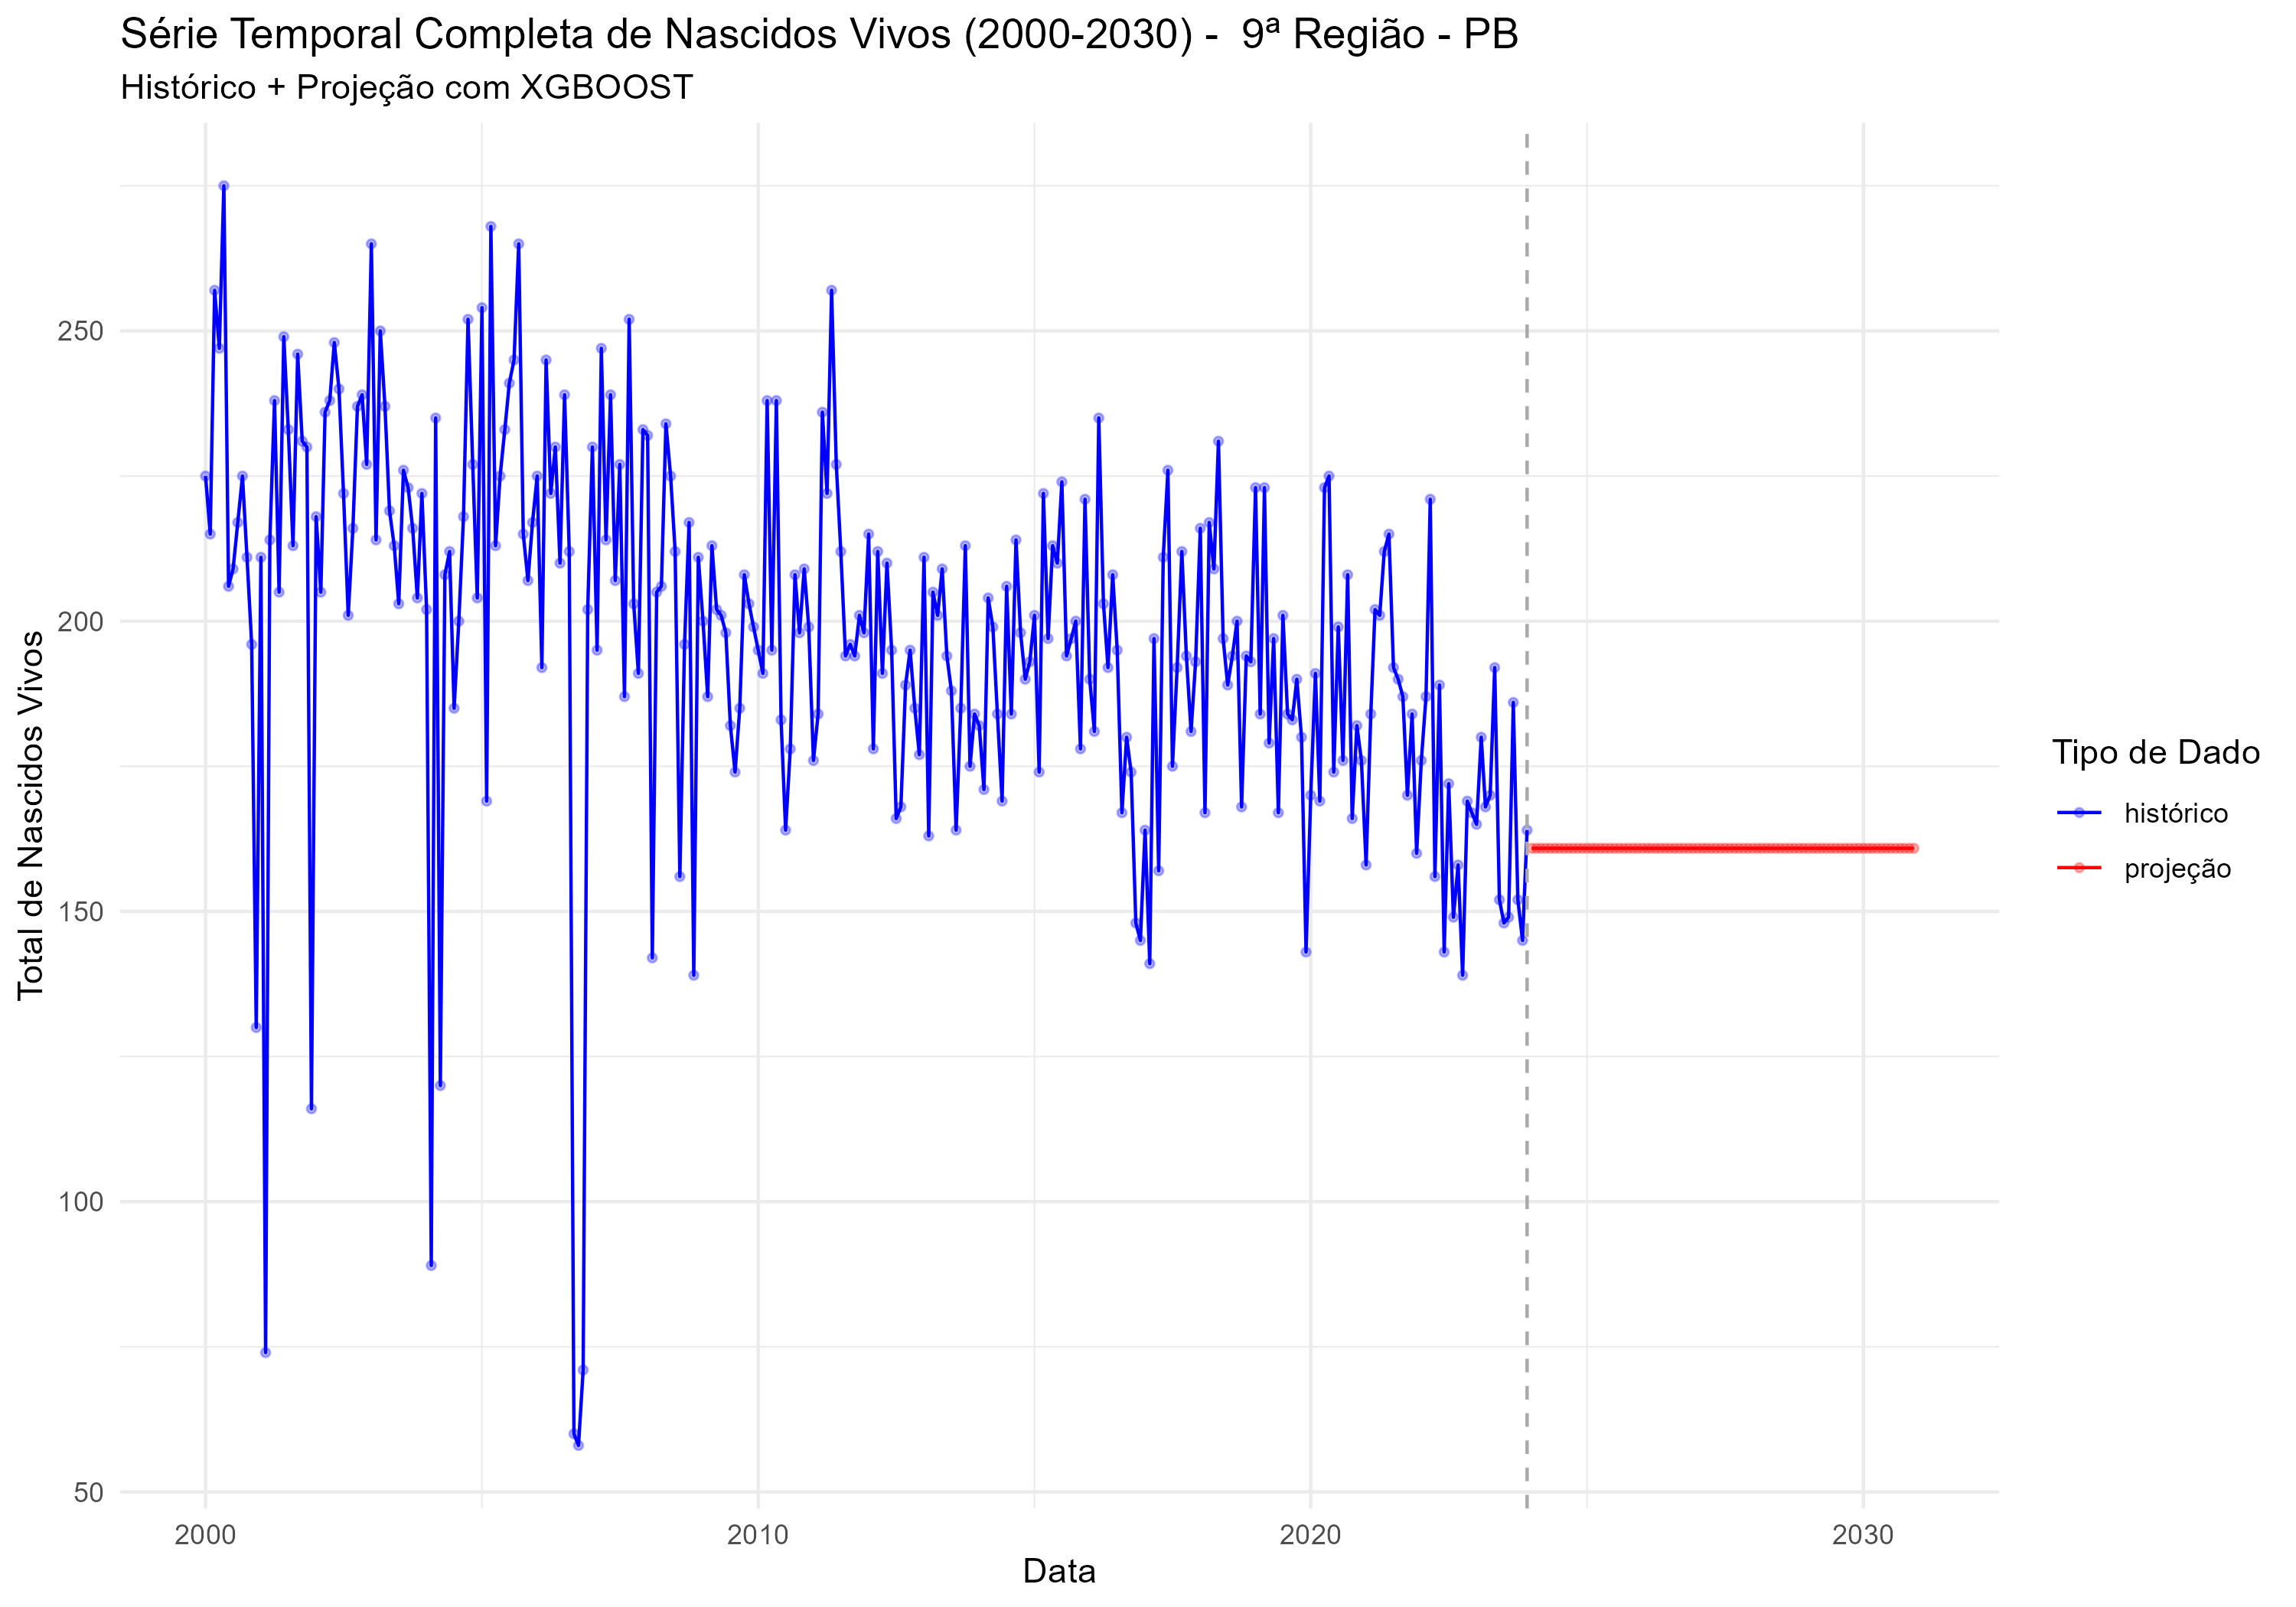 Série Temporal Completa de Nascidos Vivos (2000-2030) -  9ª Região - PB
Histórico + Projeção com XGBOOST
Total de Nascidos Vivos
250
200
150
100
50
2000
2010
2020
2030
Data
Tipo de Dado
histórico
projeção